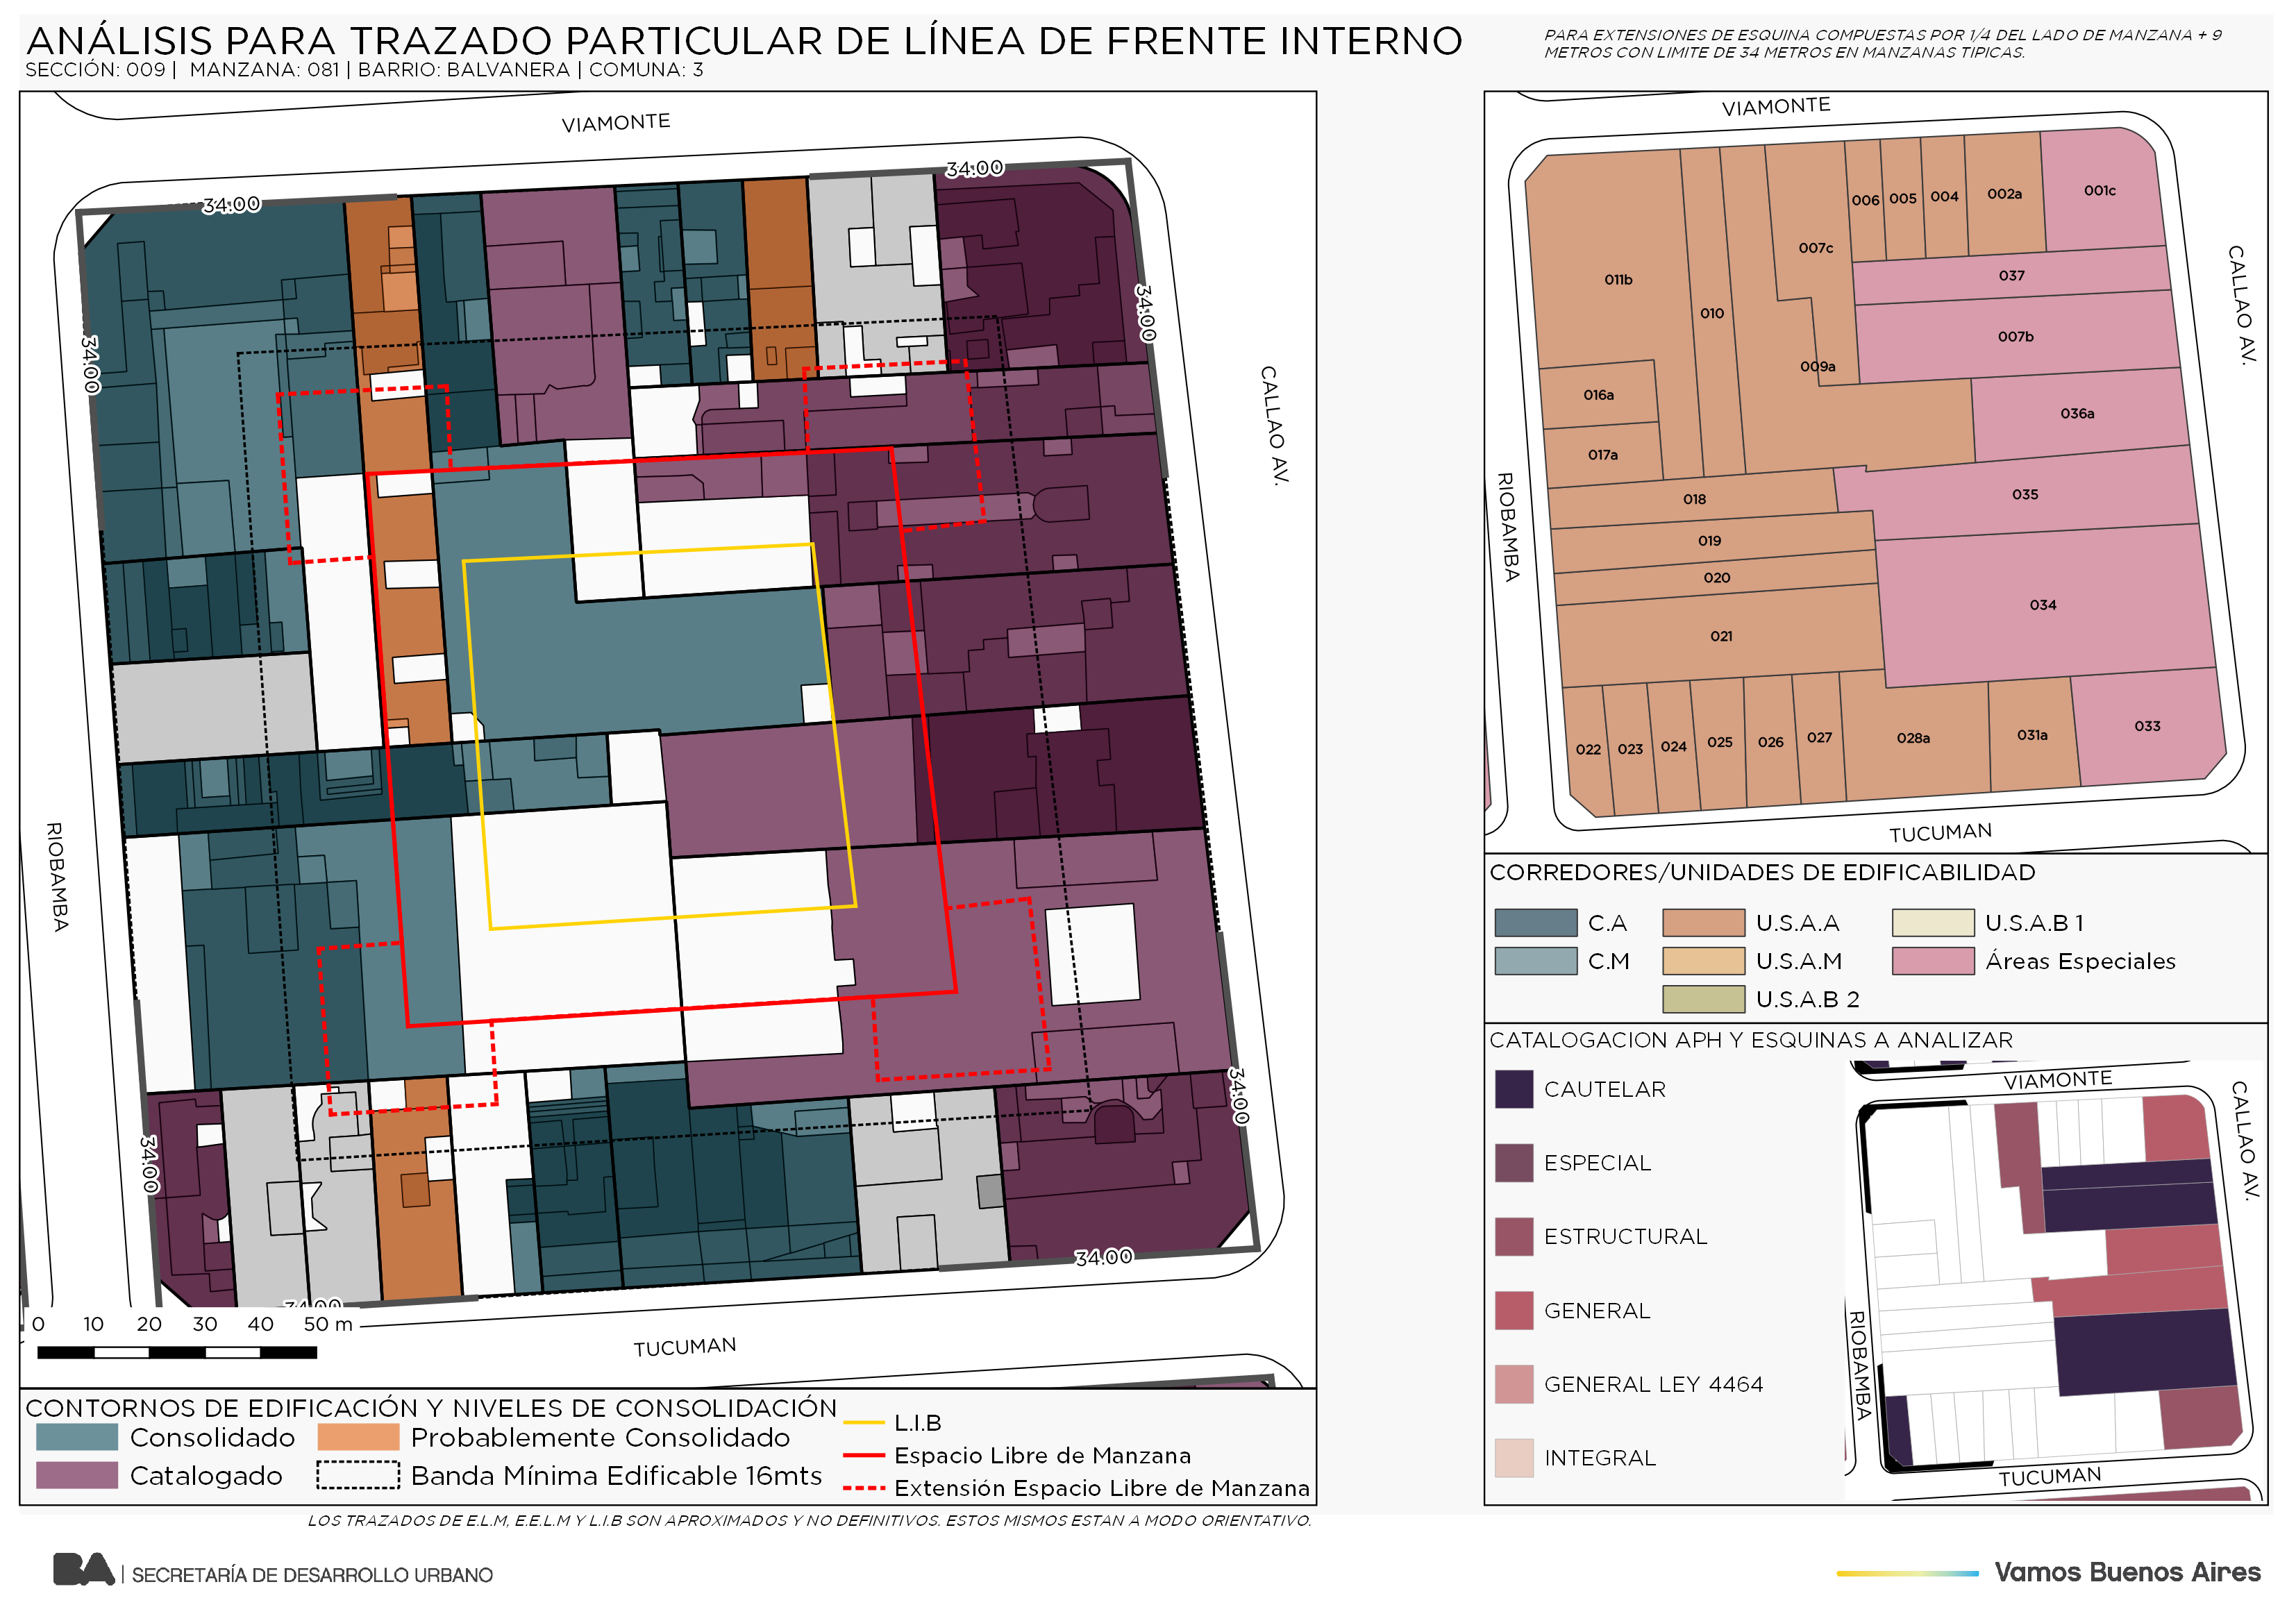 ANÁLISIS PARA TRAZADO PARTICULAR DE LÍNEA DE FRENTE INTERNO
SECCIÓN: 009 | MANZANA: 081 | BARRIO: BALVANERA | COMUNA: 3
PARA EXTENSIONES DE ESQUINA COMPUESTAS POR 1/4 DEL LADO DE MANZANA + 9
METROS CON LIMITE DE 34 METROS EN MANZANAS TIPICAS.
VIAMONTE
34.00
34.00
34.00
34.00
CALLAO AV.
RIOBAMBA
34.00
34.00
34.00
34.00
TUCUMAN
0 10 20 30 40 50 m
CONTORNOS DE EDIFICACIÓN Y NIVELES DE CONSOLIDACIÓN
Consolidado
Probablemente Consolidado
Catalogado
Banda Mínima Edificable 16mts
L.I.B
Espacio Libre de Manzana
Extensión Espacio Libre de Manzana
VIAMONTE
CALLAO AV.
RIOBAMBA
TUCUMAN
006
005
004
002a
001c
007c
011b
037
010
007b
009a
016a
036a
017a
018
035
019
020
034
021
022
023
024
025
026
027
028a
031a
033
CORREDORES/UNIDADES DE EDIFICABILIDAD
C.A
U.S.A.A
U.S.A.B 1
C.M
U.S.A.M
Áreas Especiales
U.S.A.B 2
CATALOGACION APH Y ESQUINAS A ANALIZAR
CAUTELAR
ESPECIAL
ESTRUCTURAL
GENERAL
GENERAL LEY 4464
INTEGRAL
VIAMONTE
CALLAO AV.
RIOBAMBA
TUCUMAN
LOS TRAZADOS DE E.L.M, E.E.L.M Y L.I.B SON APROXIMADOS Y NO DEFINITIVOS. ESTOS MISMOS ESTAN A MODO ORIENTATIVO.
BA | SECRETARÍA DE DESARROLLO URBANO
Vamos Buenos Aires